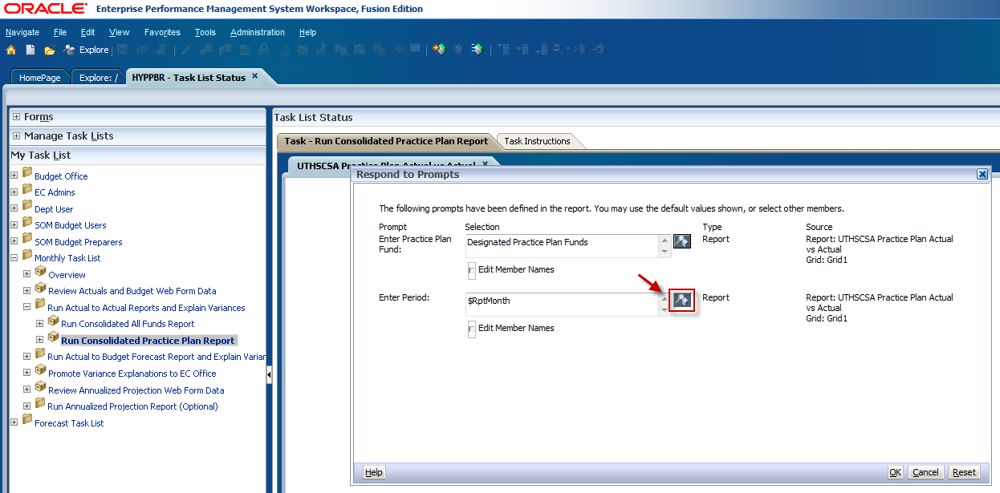 ORACLE® Enterprise Performance Management System Workspace, Fusion Edition
Navigate File Edit View Favorites Tools Administration Help
Explore
HomePage Explore: / HYPPBR - Task List Status
Forms
Manage Task Lists
My Task List
Budget Office
EC Admins
Dept User
SOM Budget Users
SOM Budget Preparers
Monthly Task List
Overview
Review Actuals and Budget Web Form Data
Run Actual to Actual Reports and Explain Variances
Run Consolidated All Funds Report
Run Consolidated Practice Plan Report
Run Actual to Budget Forecast Report and Explain Varian
Promote Variance Explanations to EC Office
Review Annualized Projection Web Form Data
Run Annualized Projection Report (Optional)
Forecast Task List
Task List Status
Task - Run Consolidated Practice Plan Report Task Instructions
UTHSCSA Practice Plan Actual vs Actual
Respond to Prompts
The following prompts have been defined in the report. You may use the default values shown, or select other members.
Prompt Selection Type Source
Enter Practice Plan Designated Practice Plan Funds Report Report: UTHSCSA Practice Plan Actual
Fund: vs Actual
Grid: Grid1
Edit Member Names
Enter Period: $RptMonth Report Report: UTHSCSA Practice Plan Actual
vs Actual
Grid: Grid1
Edit Member Names
Help OK Cancel Reset